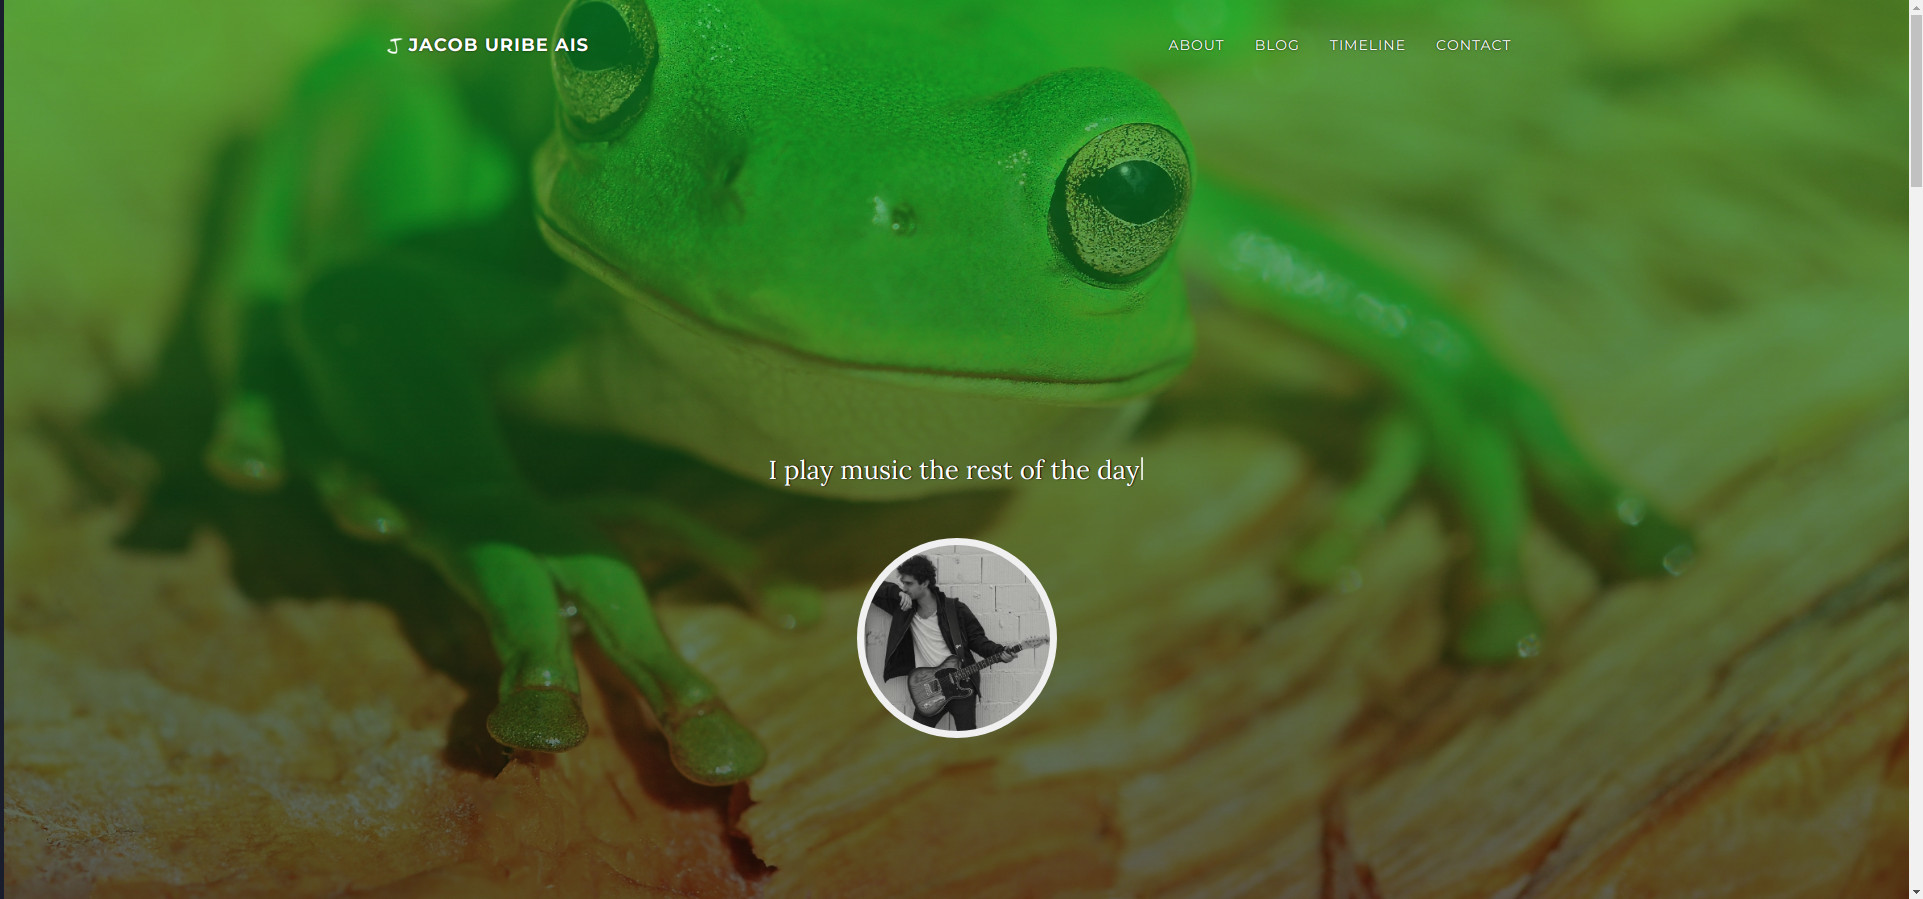 J JACOB URIBE AIS
ABOUT BLOG TIMELINE CONTACT
I play music the rest of the day